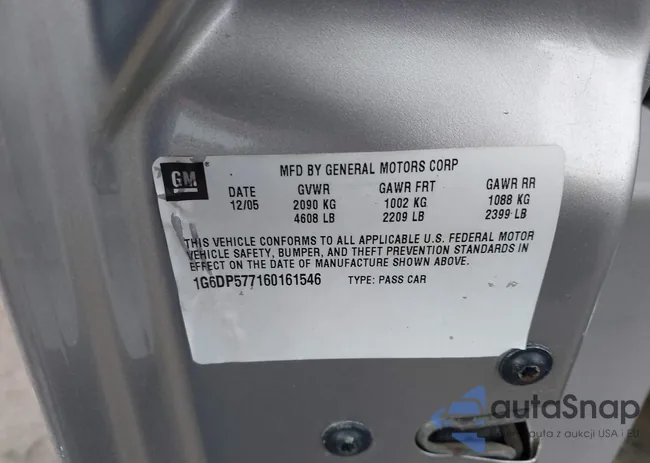 GM
MFD BY GENERAL MOTORS CORP
DATE GVWR GAWR FRT GAWR RR
12/05 2090 KG 1002 KG 1088 KG
4608 LB 2209 LB 2399 LB
THIS VEHICLE CONFORMS TO ALL APPLICABLE U.S. FEDERAL MOTOR
VEHICLE SAFETY, BUMPER, AND THEFT PREVENTION STANDARDS IN
EFFECT ON THE DATE OF MANUFACTURE SHOWN ABOVE.
1G6DP577160161546 TYPE: PASS CAR
autaSnap
auta z aukcji USA i EU